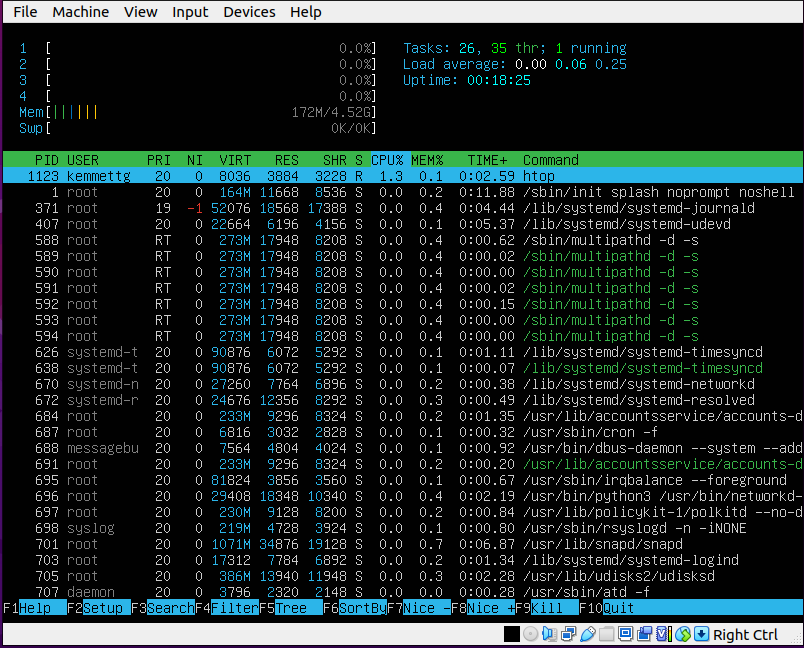 File Machine View Input Devices Help
1 [ 0.0%] Tasks: 26, 35 thr; 1 running
2 [ 0.0%] Load average: 0.00 0.06 0.25
3 [ 0.0%] Uptime: 00:18:25
4 [ 0.0%]
Mem[|||||| 172M/4.52G]
Swp[ 0K/0K]
PID USER PRI NI VIRT RES SHR S CPU% MEM% TIME+ Command
1123 kemmettg 20 0 8036 3884 3228 R 1.3 0.1 0:02.59 htop
1 root 20 0 164M 11668 8536 S 0.0 0.2 0:11.88 /sbin/init splash noprompt noshell
371 root 19 -1 52076 18568 17388 S 0.0 0.4 0:04.44 /lib/systemd/systemd-journald
407 root 20 0 22664 6196 4156 S 0.0 0.1 0:05.37 /lib/systemd/systemd-udevd
588 root RT 0 273M 17948 8208 S 0.0 0.4 0:00.62 /sbin/multipathd -d -s
589 root RT 0 273M 17948 8208 S 0.0 0.4 0:00.02 /sbin/multipathd -d -s
590 root RT 0 273M 17948 8208 S 0.0 0.4 0:00.00 /sbin/multipathd -d -s
591 root RT 0 273M 17948 8208 S 0.0 0.4 0:00.02 /sbin/multipathd -d -s
592 root RT 0 273M 17948 8208 S 0.0 0.4 0:00.15 /sbin/multipathd -d -s
593 root RT 0 273M 17948 8208 S 0.0 0.4 0:00.00 /sbin/multipathd -d -s
594 root RT 0 273M 17948 8208 S 0.0 0.4 0:00.00 /sbin/multipathd -d -s
626 systemd-t 20 0 90876 6072 5292 S 0.0 0.1 0:01.11 /lib/systemd/systemd-timesyncd
638 systemd-t 20 0 90876 6072 5292 S 0.0 0.1 0:00.07 /lib/systemd/systemd-timesyncd
670 systemd-n 20 0 27260 7764 6896 S 0.0 0.2 0:00.38 /lib/systemd/systemd-networkd
672 systemd-r 20 0 24676 12356 8292 S 0.0 0.3 0:00.49 /lib/systemd/systemd-resolved
684 root 20 0 233M 9296 8324 S 0.0 0.2 0:01.35 /usr/lib/accountsservice/accounts-d
687 root 20 0 6816 3032 2828 S 0.0 0.1 0:00.32 /usr/sbin/cron -f
688 messagebu 20 0 7564 4804 4024 S 0.0 0.1 0:00.92 /usr/bin/dbus-daemon --system --add
691 root 20 0 233M 9296 8324 S 0.0 0.2 0:00.20 /usr/lib/accountsservice/accounts-d
695 root 20 0 81824 3856 3560 S 0.0 0.1 0:00.67 /usr/sbin/irqbalance --foreground
696 root 20 0 29408 18348 10340 S 0.0 0.4 0:02.19 /usr/bin/python3 /usr/bin/networkd-
697 root 20 0 230M 9128 8200 S 0.0 0.2 0:00.84 /usr/lib/policykit-1/polkitd --no-d
698 syslog 20 0 219M 4728 3924 S 0.0 0.1 0:00.80 /usr/sbin/rsyslogd -n -iNONE
701 root 20 0 1071M 34876 19128 S 0.0 0.7 0:06.87 /usr/lib/snapd/snapd
703 root 20 0 17312 7784 6892 S 0.0 0.2 0:01.34 /lib/systemd/systemd-logind
705 root 20 0 386M 13940 11948 S 0.0 0.3 0:02.28 /usr/lib/udisks2/udisksd
707 daemon 20 0 3796 2320 2148 S 0.0 0.0 0:00.28 /usr/sbin/atd -f
F1Help F2Setup F3SearchF4FilterF5Tree F6SortByF7Nice -F8Nice +F9Kill F10Quit
Right Ctrl